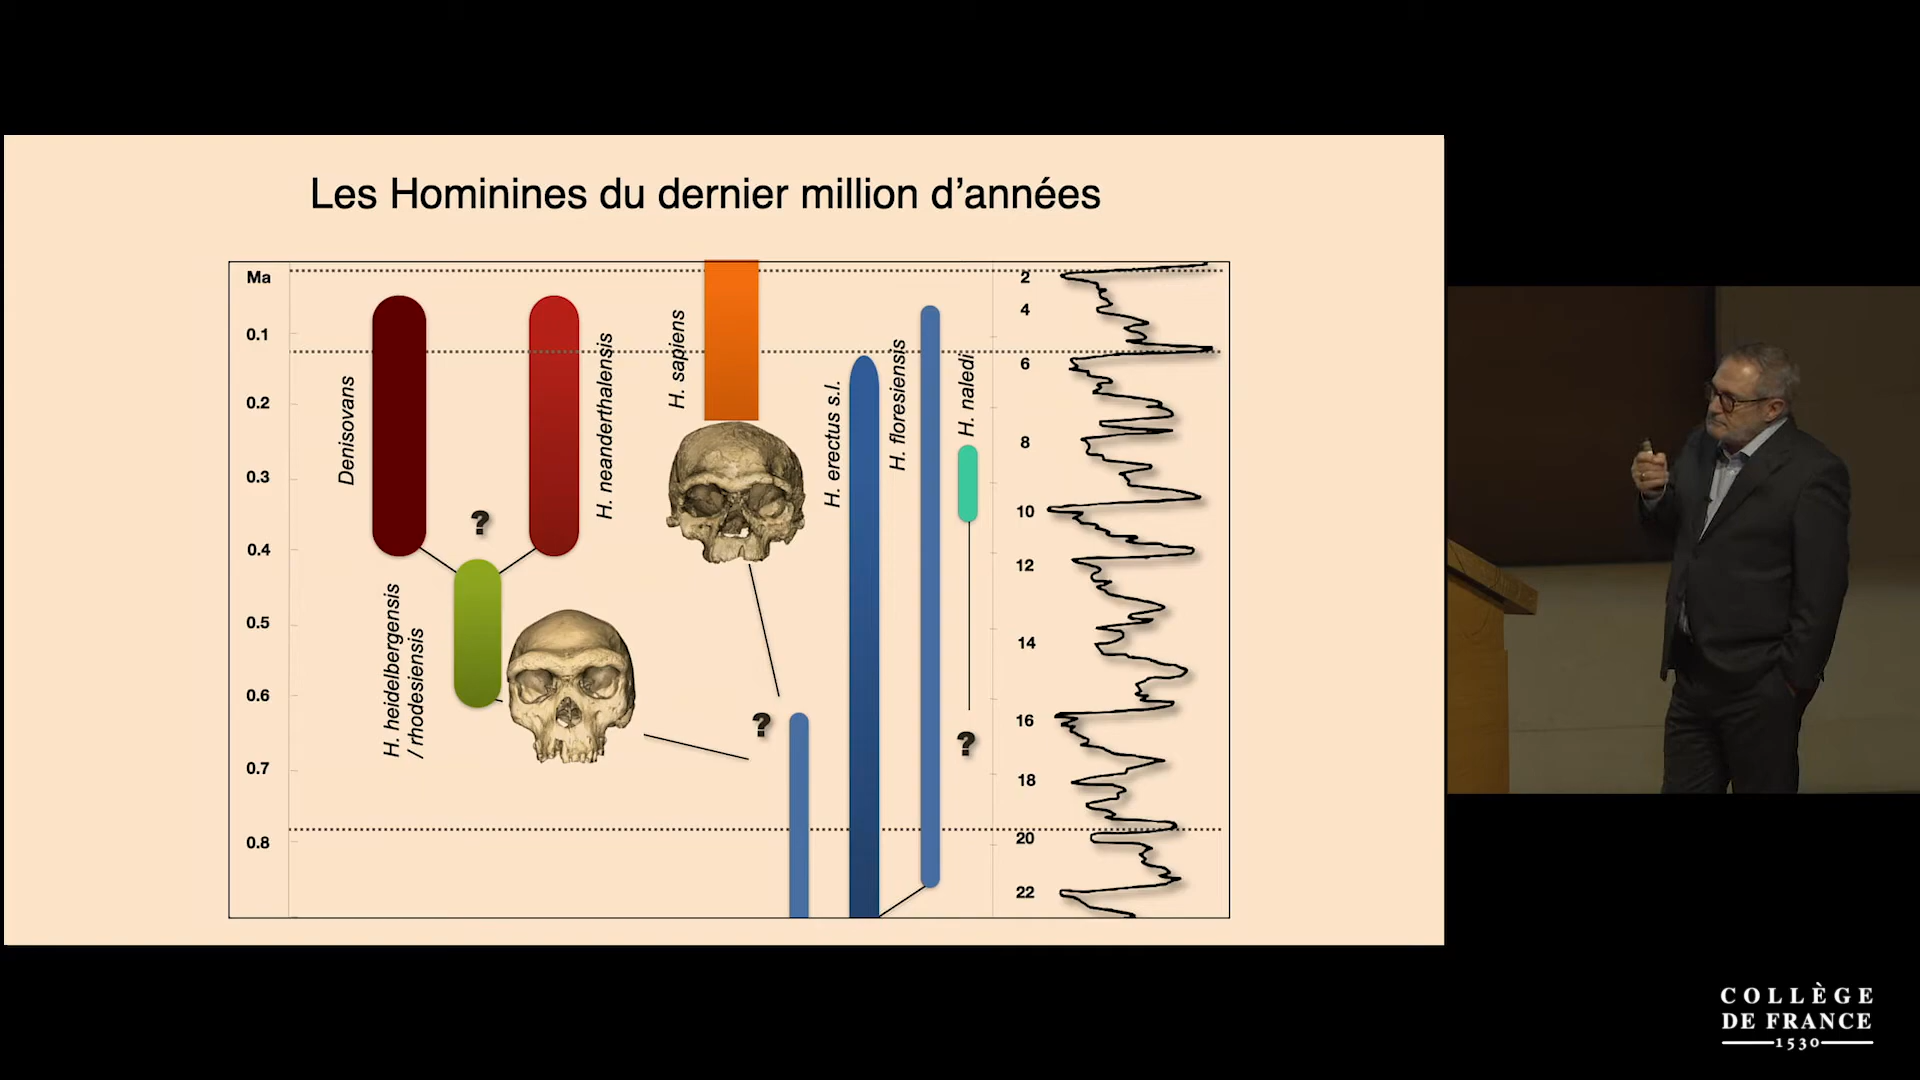 Les Hominines du dernier million d'années
Ma
0.1
0.2
0.3
0.4
0.5
0.6
0.7
0.8
Denisovans
H. neanderthalensis
H. heidelbergensis
/ rhodesiensis
?
H. sapiens
?
H. erectus s.l.
H. floresiensis
H. naledi
?
2
4
6
8
10
12
14
16
18
20
22
COLLÈGE
DE FRANCE
1530